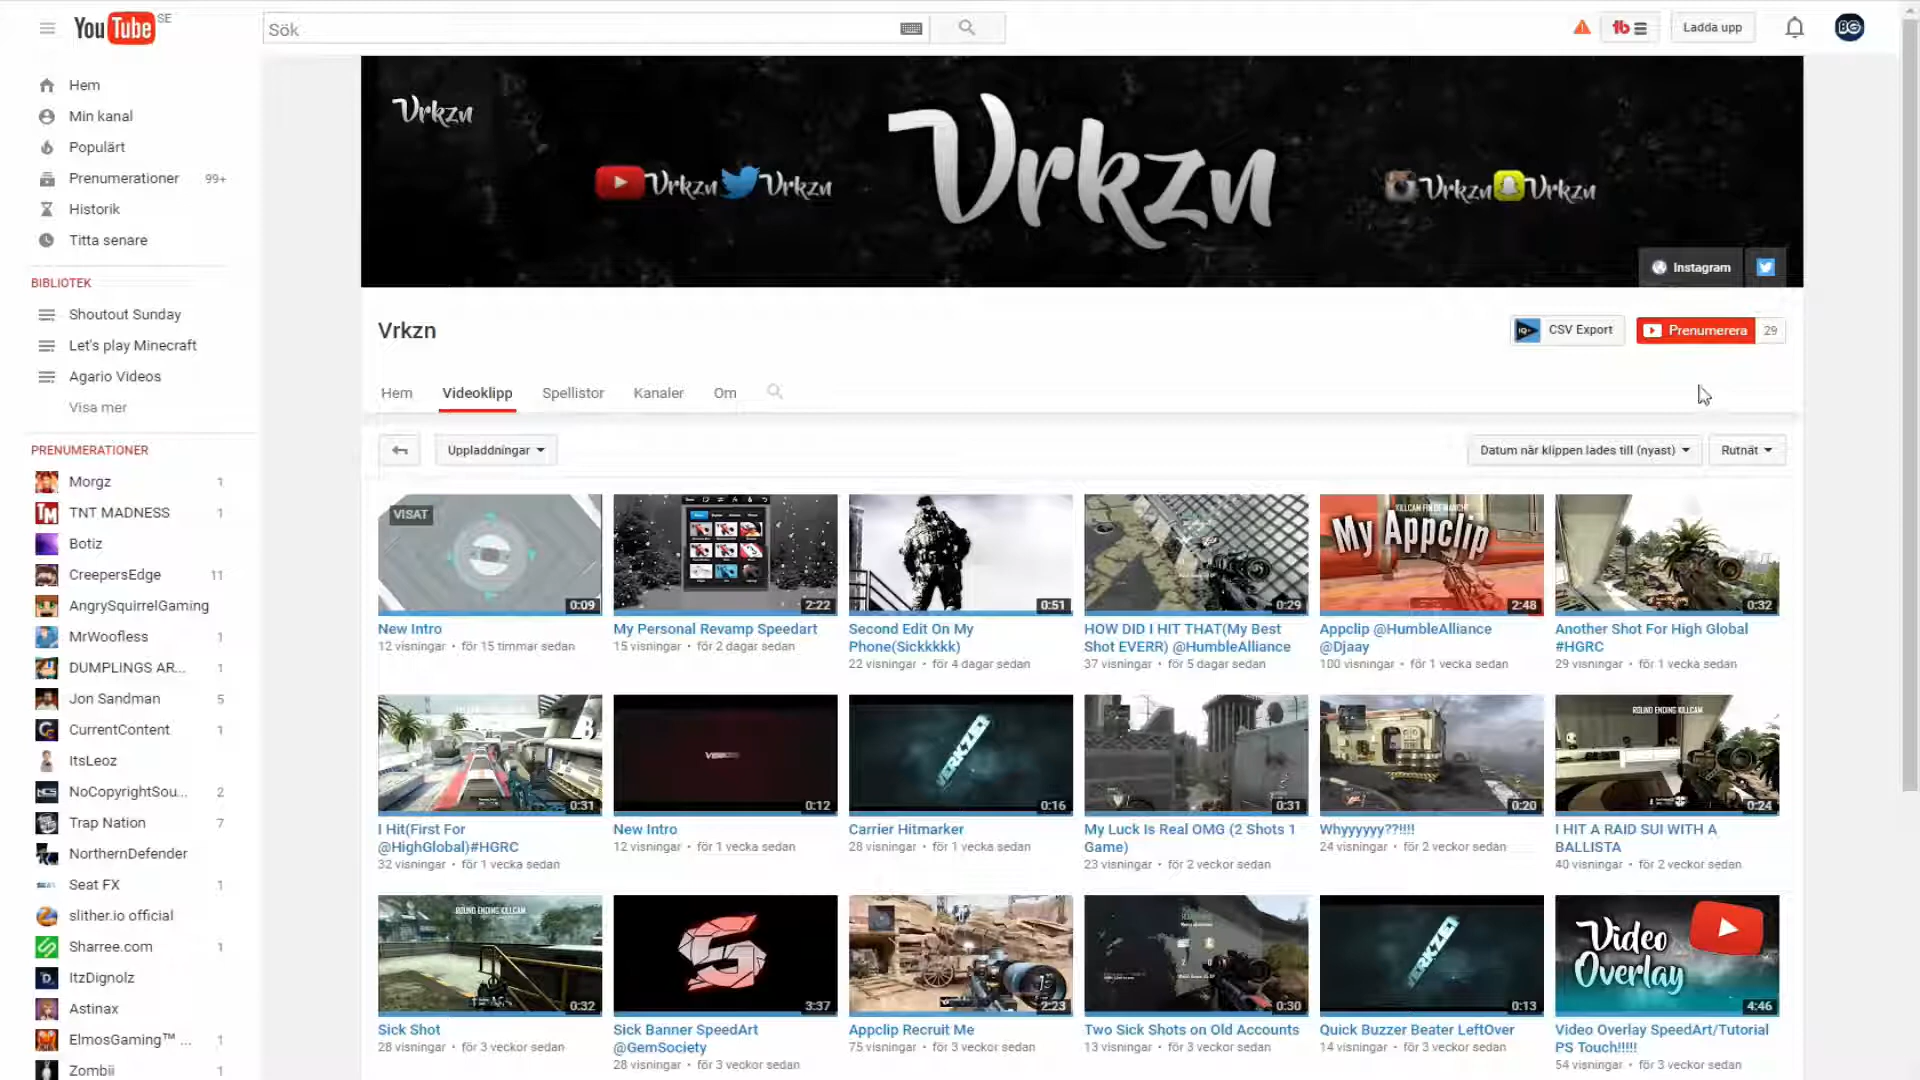 YouTube SE
Sök
Ladda upp
BG
Hem
Min kanal
Populärt
Prenumerationer 99+
Historik
Titta senare
BIBLIOTEK
Shoutout Sunday
Let's play Minecraft
Agario Videos
Visa mer
PRENUMERATIONER
Morgz 1
TNT MADNESS 1
Botiz
CreepersEdge 11
AngrySquirrelGaming
MrWoofless 1
DUMPLINGS AR... 1
Jon Sandman 5
CurrentContent 1
ItsLeoz
NoCopyrightSou... 2
Trap Nation 7
NorthernDefender
Seat FX 1
slither.io official
Sharree.com 1
ItzDignolz
Astinax
ElmosGaming™ ... 1
Zombii 1
Vrkzn
Vrkzn Vrkzn
Vrkzn
Vrkzn Vrkzn
Instagram
Vrkzn
CSV Export
Prenumerera 29
Hem Videoklipp Spellistor Kanaler Om
Uppladdningar
Datum när klippen lades till (nyast)
Rutnät
VISAT
0:09
New Intro
12 visningar • för 15 timmar sedan
2:22
My Personal Revamp Speedart
15 visningar • för 2 dagar sedan
0:51
Second Edit On My
Phone(Sickkkkk)
22 visningar • för 4 dagar sedan
0:29
HOW DID I HIT THAT(My Best
Shot EVERR) @HumbleAlliance
37 visningar • för 5 dagar sedan
My Appclip
2:48
Appclip @HumbleAlliance
@Djaay
100 visningar • för 1 vecka sedan
0:32
Another Shot For High Global
#HGRC
29 visningar • för 1 vecka sedan
0:31
I Hit(First For
@HighGlobal)#HGRC
32 visningar • för 1 vecka sedan
0:12
New Intro
12 visningar • för 1 vecka sedan
0:16
Carrier Hitmarker
28 visningar • för 1 vecka sedan
0:31
My Luck Is Real OMG (2 Shots 1
Game)
23 visningar • för 2 veckor sedan
0:20
Whyyyyyy??!!!!
24 visningar • för 2 veckor sedan
ROUND ENDING KILLCAM
0:24
I HIT A RAID SUI WITH A
BALLISTA
40 visningar • för 2 veckor sedan
ROUND ENDING KILLCAM
0:32
Sick Shot
28 visningar • för 3 veckor sedan
3:37
Sick Banner SpeedArt
@GemSociety
28 visningar • för 3 veckor sedan
2:23
Appclip Recruit Me
75 visningar • för 3 veckor sedan
0:30
Two Sick Shots on Old Accounts
13 visningar • för 3 veckor sedan
0:13
Quick Buzzer Beater LeftOver
14 visningar • för 3 veckor sedan
Video
Overlay
4:46
Video Overlay SpeedArt/Tutorial
PS Touch!!!!!
54 visningar • för 3 veckor sedan